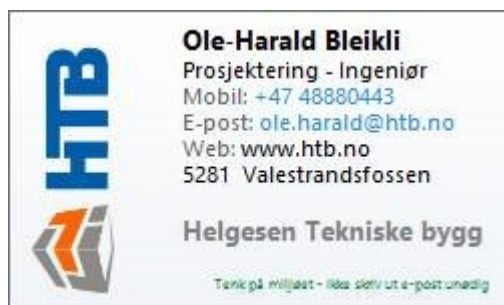 HTB
Ole-Harald Bleikli
Prosjektering - Ingeniør
Mobil: +47 48880443
E-post: ole.harald@htb.no
Web: www.htb.no
5281 Valestrandsfossen
Helgesen Tekniske bygg
Tenk på miljøet - ikke skriv ut e-post unødig